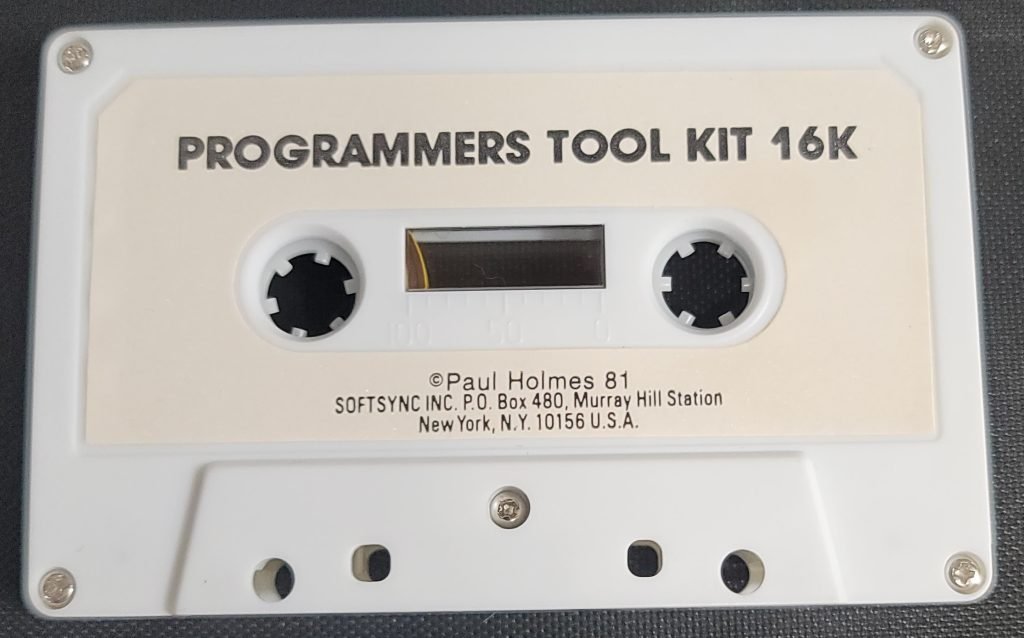 PROGRAMMERS TOOL KIT 16K
100 50 0
©Paul Holmes 81
SOFTSYNC INC. P.O. Box 480, Murray Hill Station
New York, N.Y. 10156 U.S.A.